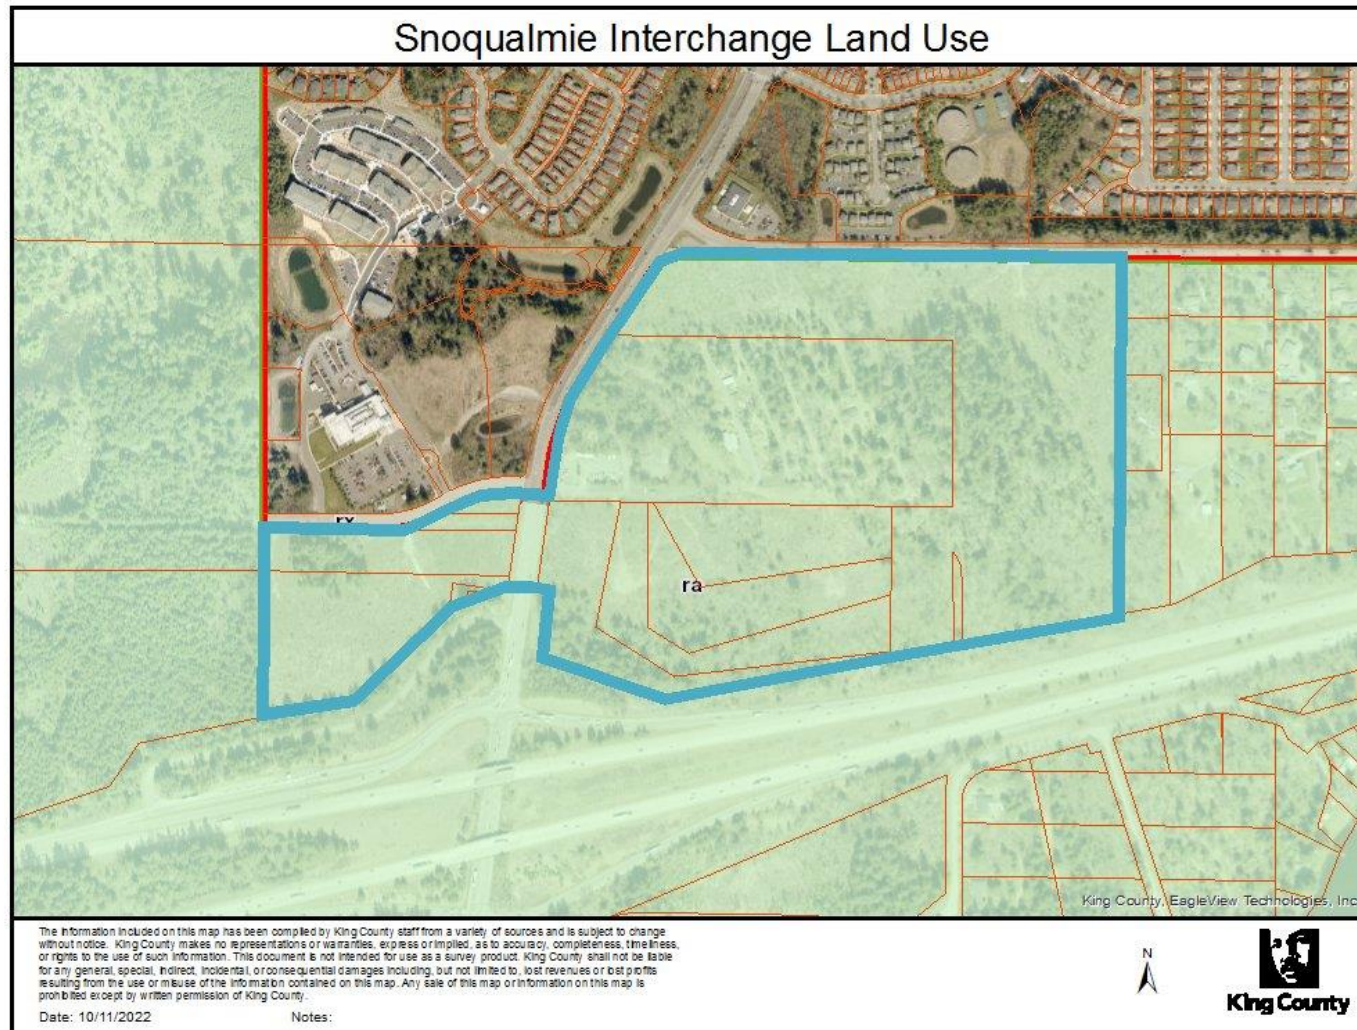 Snoqualmie Interchange Land Use
rx
ra
King County, EagleView Technologies, Inc
The information included on this map has been compiled by King County staff from a variety of sources and is subject to change
without notice. King County makes no representations or warranties, express or implied, as to accuracy, completeness, timeliness,
or rights to the use of such information. This document is not intended for use as a survey product. King County shall not be liable
for any general, special, indirect, incidental, or consequential damages including, but not limited to, lost revenues or lost profits
resulting from the use or misuse of the information contained on this map. Any sale of this map or information on this map is
prohibited except by written permission of King County.
Date: 10/11/2022 Notes:
N
King County